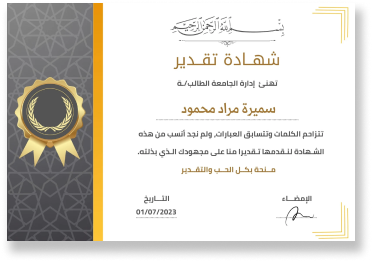 بسم الله الرحمن الرحيم
شهادة تقدير
تهنئ إدارة الجامعة الطالب/ـة
سميرة مراد محمود
تتزاحم الكلمات وتتسابق العبارات، ولم نجد أنسب من هذه
الشهادة لنقدمها تقديرا منا على مجهودك الذي بذلته.
منحة بكل الحب والتقدير
الإمضاء التاريخ
01/07/2023